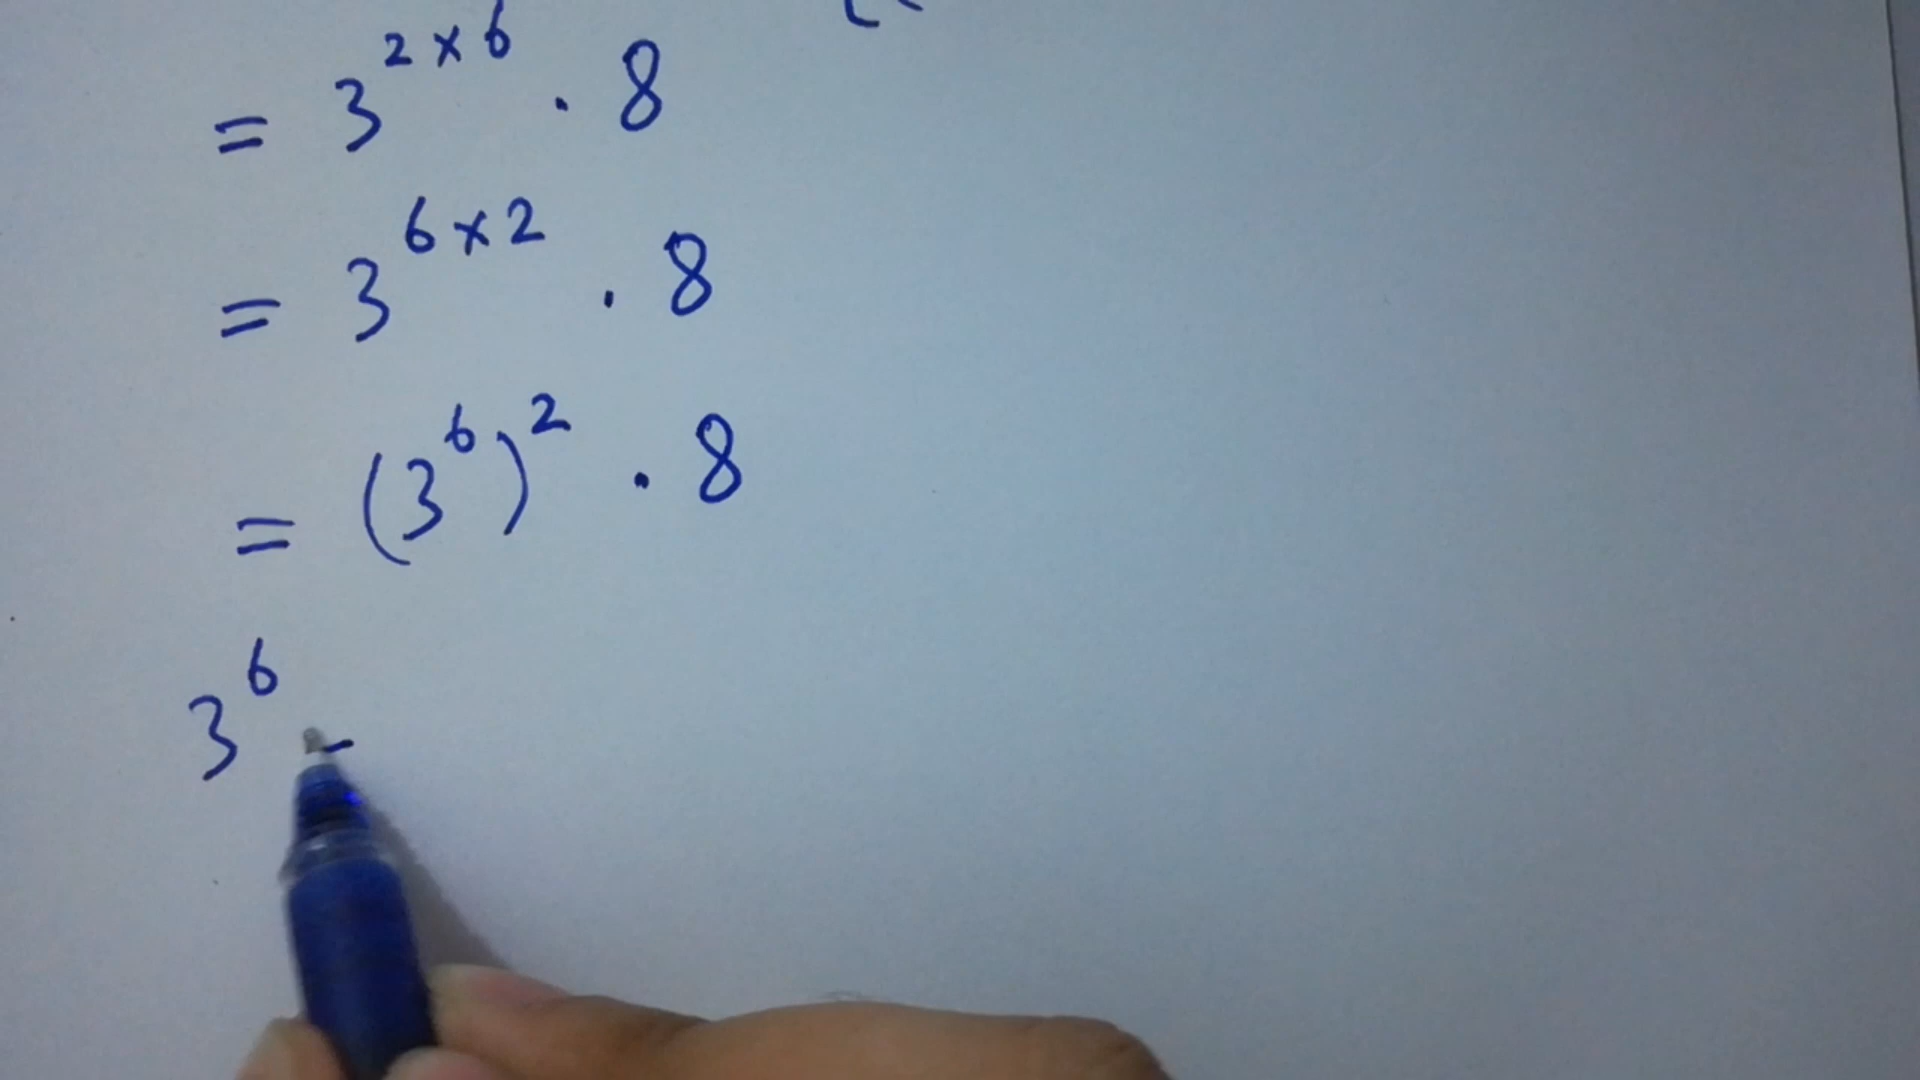 = 3^{2×6} · 8
= 3^{6×2} · 8
= (3^6)^2 · 8
3^6